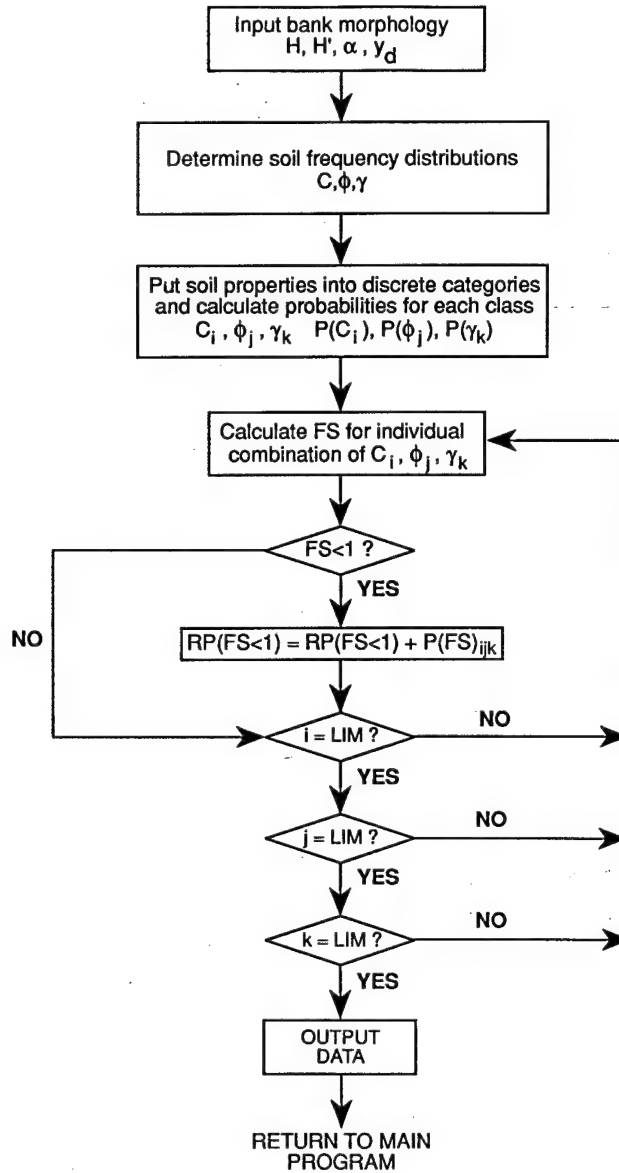 Input bank morphology
H, H', α , y_d
Determine soil frequency distributions
C,ϕ,γ
Put soil properties into discrete categories
and calculate probabilities for each class
C_i , ϕ_j , γ_k P(C_i), P(ϕ_j), P(γ_k)
Calculate FS for individual
combination of C_i , ϕ_j , γ_k
FS<1 ?
YES
NO
RP(FS<1) = RP(FS<1) + P(FS)_ijk
i = LIM ?
NO
YES
j = LIM ?
NO
YES
k = LIM ?
NO
YES
OUTPUT
DATA
RETURN TO MAIN
PROGRAM